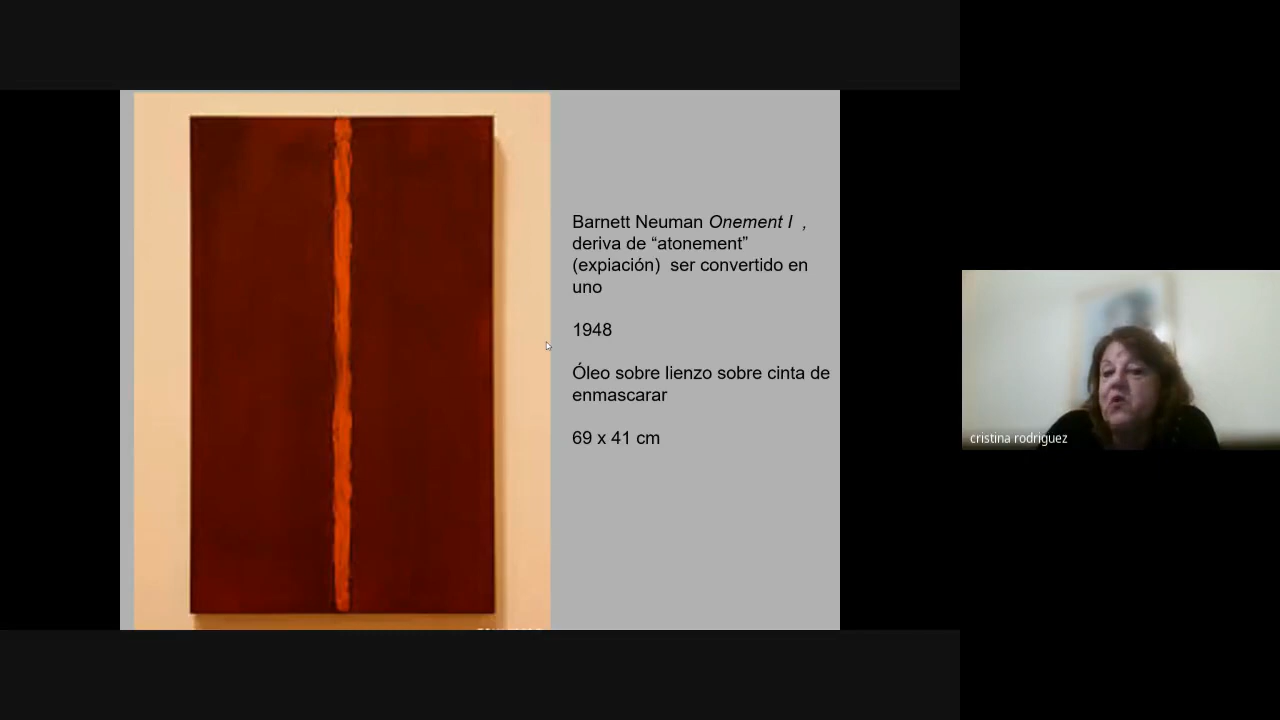 Barnett Neuman Onement I ,
deriva de “atonement”
(expiación) ser convertido en
uno
1948
Óleo sobre lienzo sobre cinta de
enmascarar
69 x 41 cm
cristina rodriguez